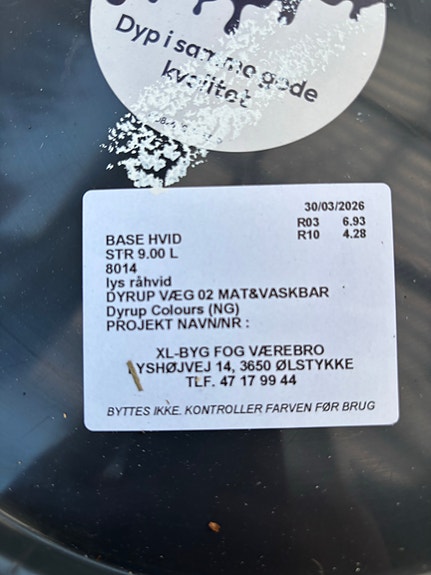 Dyp i samme gode
kvalitet
30/03/2026
R03 6.93
R10 4.28
BASE HVID
STR 9.00 L
8014
lys råhvid
DYRUP VÆG 02 MAT&VASKBAR
Dyrup Colours (NG)
PROJEKT NAVN/NR :
XL-BYG FOG VÆREBRO
YSHØJVEJ 14, 3650 ØLSTYKKE
TLF. 47 17 99 44
BYTTES IKKE. KONTROLLER FARVEN FØR BRUG